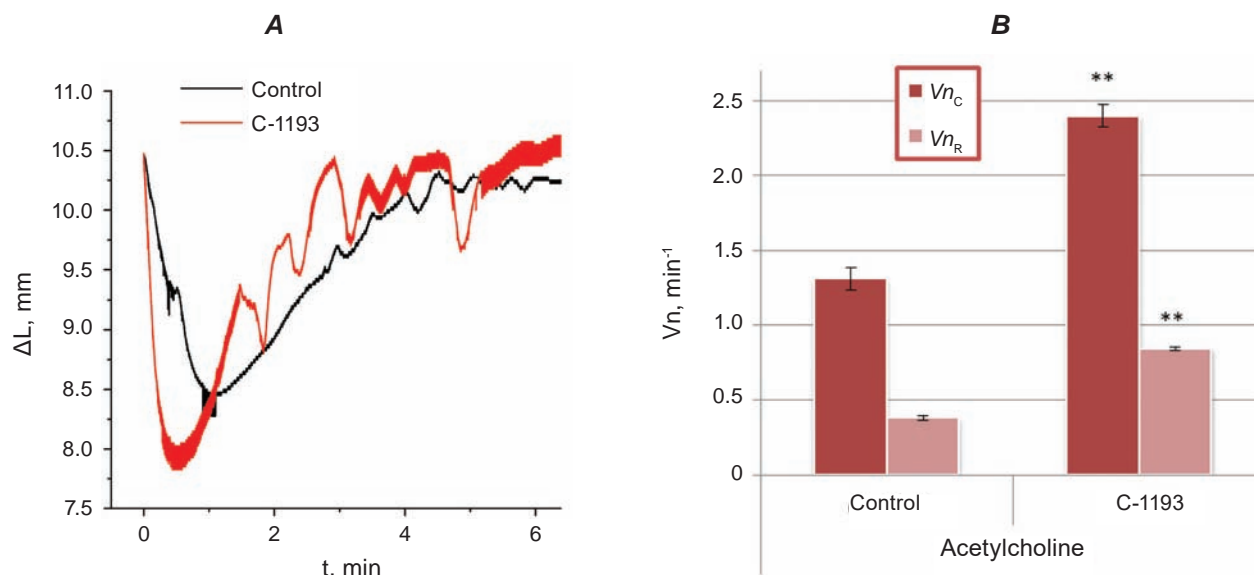 A
Control
C-1193
11.0
10.5
10.0
9.5
9.0
8.5
8.0
7.5
ΔL, mm
0
2
4
6
t, min
B
Vn_C
Vn_R
**
**
2.5
2.0
1.5
1.0
0.5
0
Vn, min⁻¹
Control
C-1193
Acetylcholine